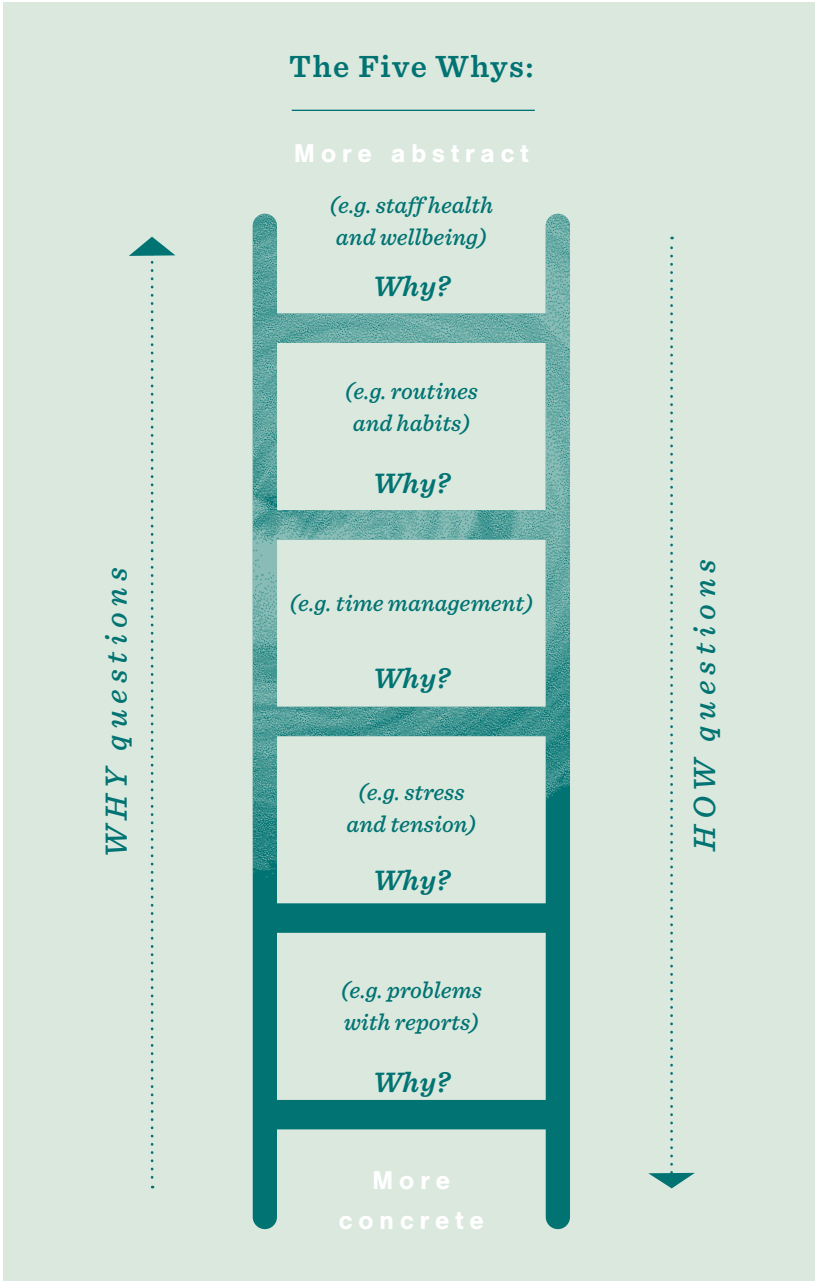 The Five Whys:
More abstract
(e.g. staff health
and wellbeing)
Why?
(e.g. routines
and habits)
Why?
(e.g. time management)
Why?
(e.g. stress
and tension)
Why?
(e.g. problems
with reports)
Why?
More
concrete
WHY questions
HOW questions